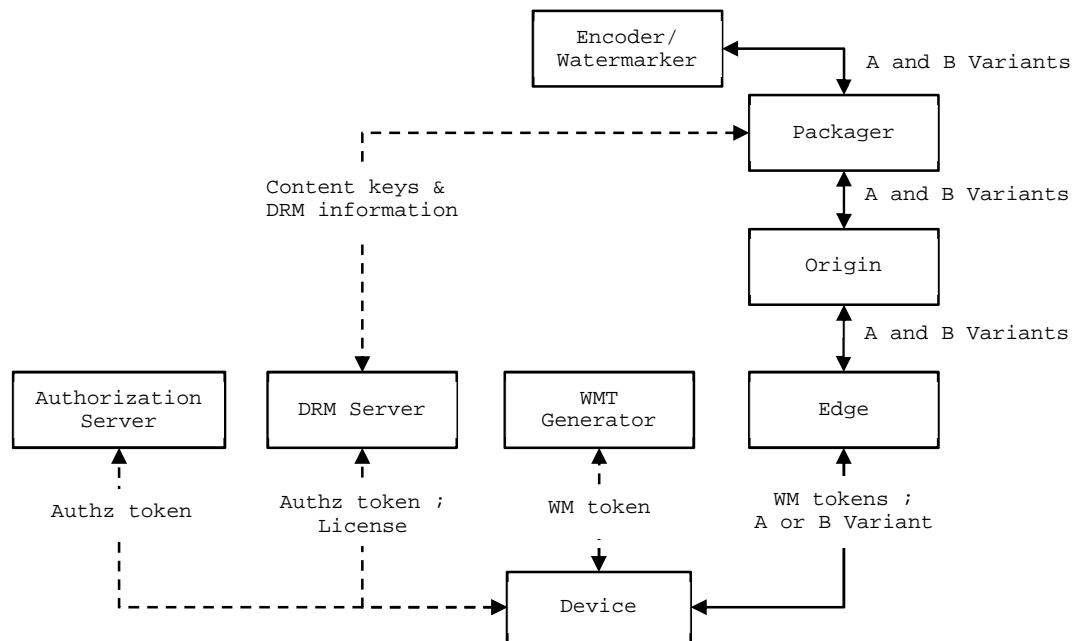 Encoder/
Watermarker
A and B Variants
Packager
Content keys &
DRM information
A and B Variants
Origin
A and B Variants
Authorization
Server
DRM Server
WMT
Generator
Edge
Authz token
Authz token ;
License
WM token
WM tokens ;
A or B Variant
Device